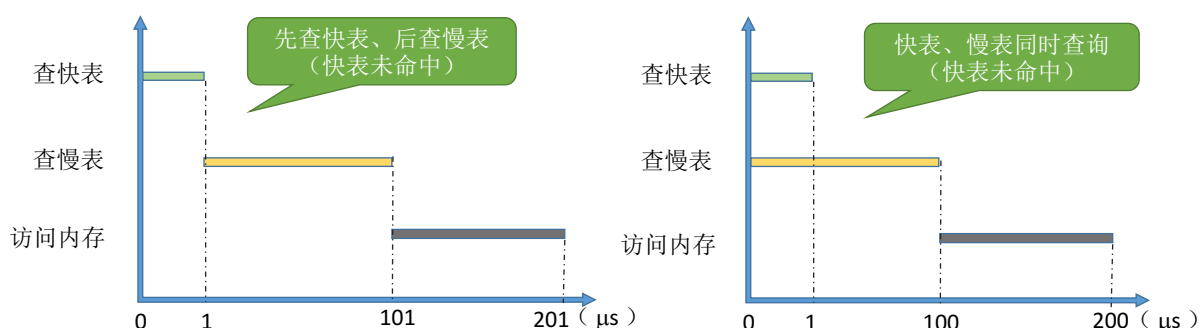 先查快表、后查慢表
（快表未命中）
查快表
查慢表
访问内存
0 1 101 201（ μs ）
快表、慢表同时查询
（快表未命中）
查快表
查慢表
访问内存
0 1 100 200（ μs ）